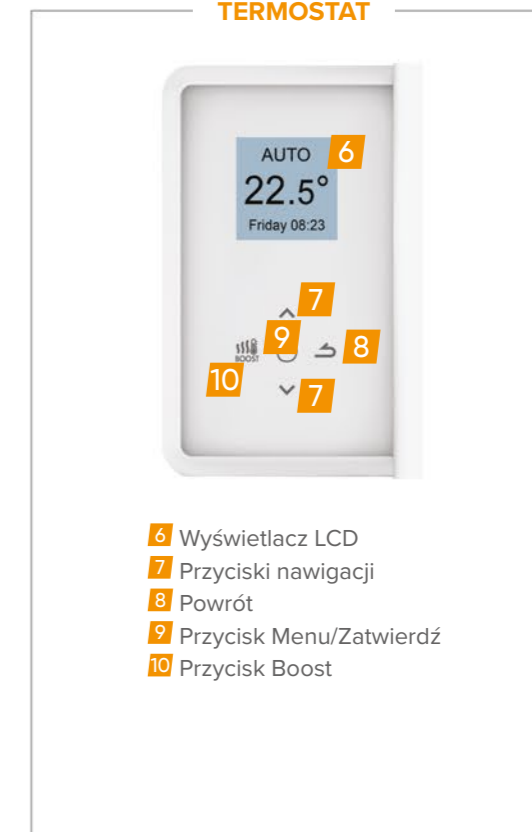 TERMOSTAT
AUTO
6
22.5°
Friday 08:23
7
9
8
BOOST
10
7
6 Wyświetlacz LCD
7 Przyciski nawigacji
8 Powrót
9 Przycisk Menu/Zatwierdź
10 Przycisk Boost